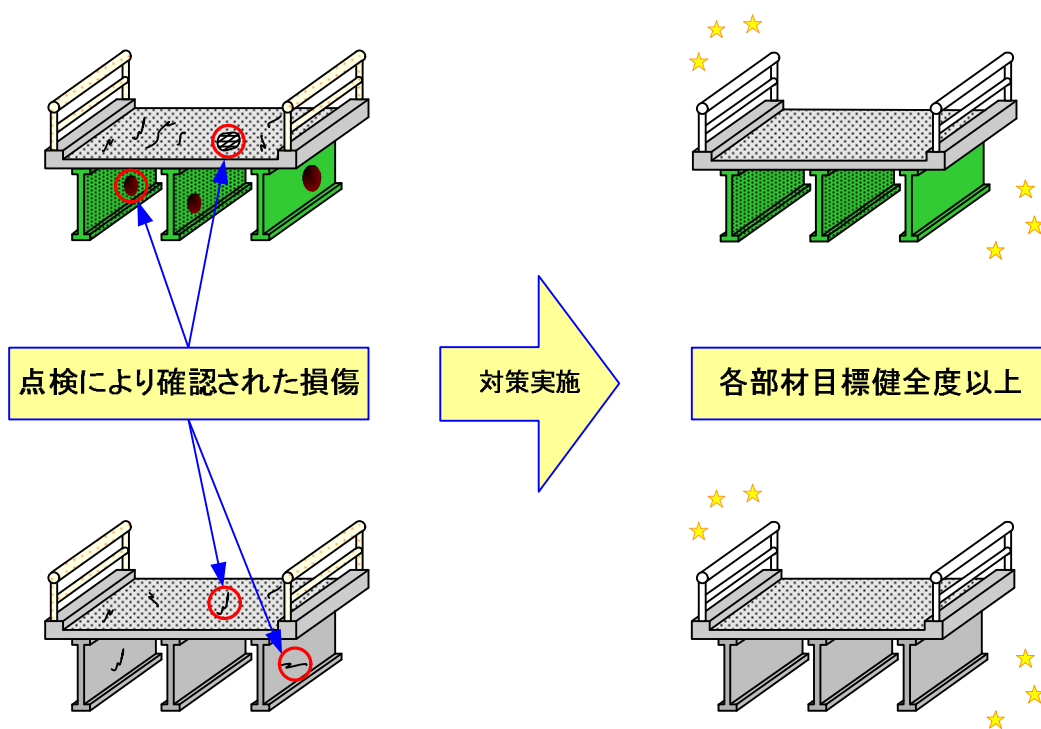 点検により確認された損傷
対策実施
各部材目標健全度以上